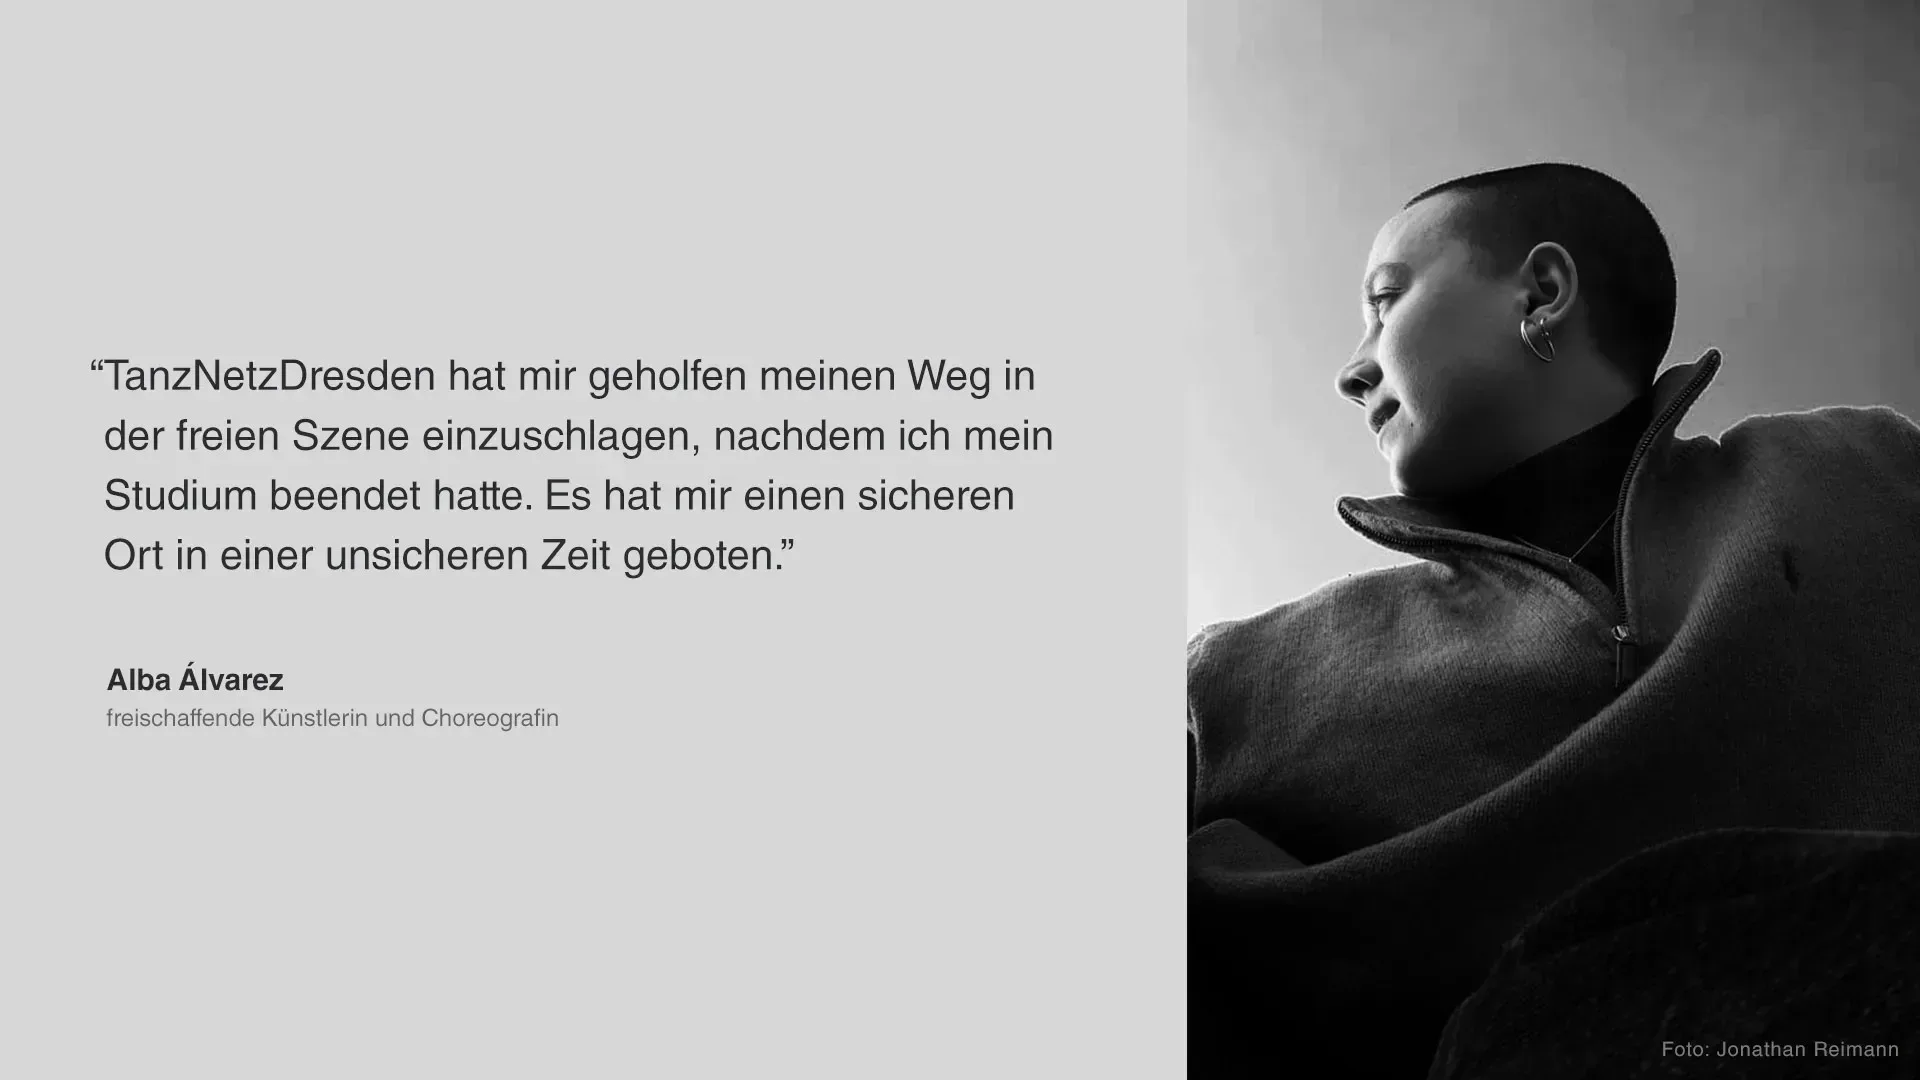 “TanzNetzDresden hat mir geholfen meinen Weg in
der freien Szene einzuschlagen, nachdem ich mein
Studium beendet hatte. Es hat mir einen sicheren
Ort in einer unsicheren Zeit geboten.”
Alba Álvarez
freischaffende Künstlerin und Choreografin
Foto: Jonathan Reimann